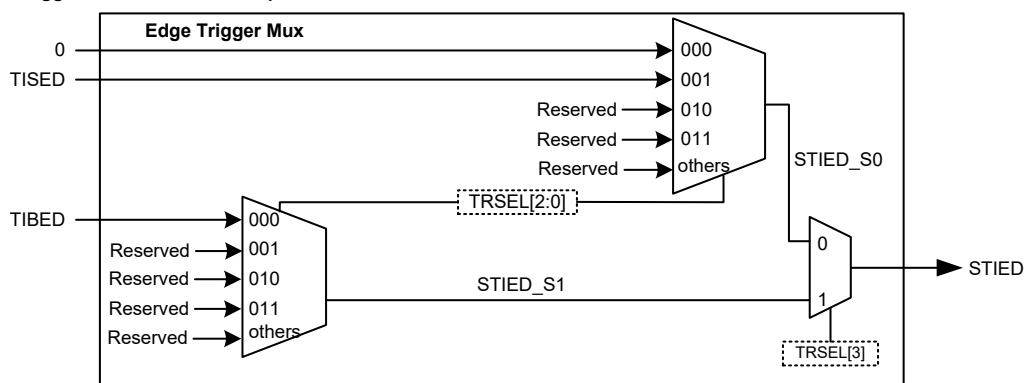 Edge Trigger Mux
0
000
TISED
001
Reserved
010
Reserved
011
Reserved
others
STIED_S0
TRSEL[2:0]
TIBED
000
Reserved
001
Reserved
010
Reserved
011
Reserved
others
STIED_S1
0
1
STIED
TRSEL[3]